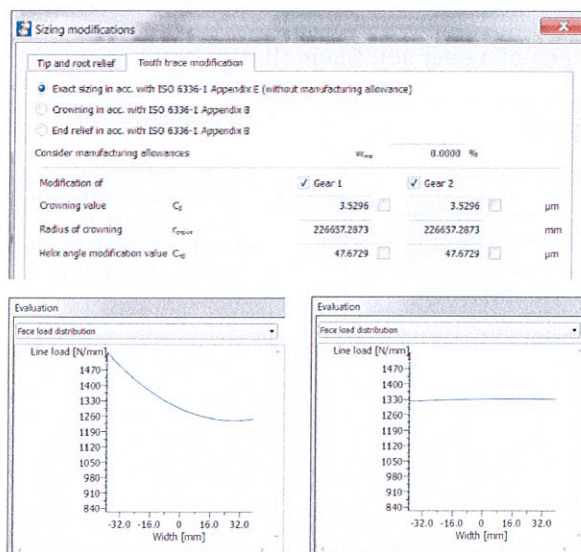 Sizing modifications
Tip and root relief
Tooth trace modification
Exact sizing in acc. with ISO 6336-1 Appendix E (without manufacturing allowance)
Crowning in acc. with ISO 6336-1 Appendix B
End relief in acc. with ISO 6336-1 Appendix B
Consider manufacturing allowances
0.0000 %
Modification of
Gear 1
Gear 2
Crowning value
3.5296
3.5296
µm
Radius of crowning
226657.2873
226657.2873
mm
Helix angle modification value
47.6729
47.6729
µm
Evaluation
Face load distribution
Line load [N/mm]
1470
1400
1330
1260
1190
1120
1050
980
910
840
-32.0 -16.0 0 16.0 32.0
Width [mm]
Evaluation
Face load distribution
Line load [N/mm]
1470
1400
1330
1260
1190
1120
1050
980
910
840
-32.0 -16.0 0 16.0 32.0
Width [mm]